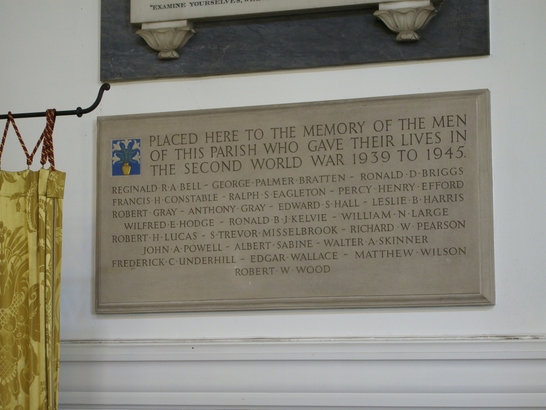 "EXAMINE YOURSELVES,
PLACED HERE TO THE MEMORY OF THE MEN
OF THIS PARISH WHO GAVE THEIR LIVES IN
THE SECOND WORLD WAR 1939 TO 1945.
REGINALD·R·A·BELL – GEORGE·PALMER·BRATTEN – RONALD·D·BRIGGS
FRANCIS·H·CONSTABLE – RALPH·S·EAGLETON – PERCY·HENRY·EFFORD
ROBERT·GRAY – ANTHONY·GRAY – EDWARD·S·HALL – LESLIE·B·HARRIS
WILFRED·E·HODGE – RONALD·B·J·KELVIE – WILLIAM·N·LARGE
ROBERT·H·LUCAS – S·TREVOR·MISSELBROOK – RICHARD·W·PEARSON
JOHN·A·POWELL – ALBERT·SABINE – WALTER·A·SKINNER
FREDERICK·C·UNDERHILL – EDGAR·WALLACE – MATTHEW·WILSON
ROBERT·W·WOOD